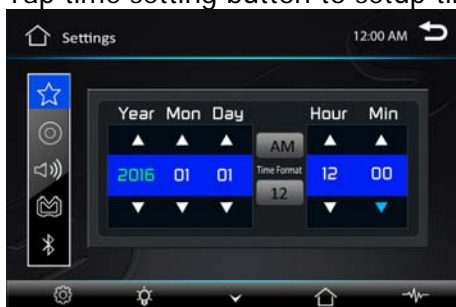 Tap time setting button to setup ti
Settings
12:00 AM
Year Mon Day Hour Min
AM
Time Format
2016 01 01 12 00
12